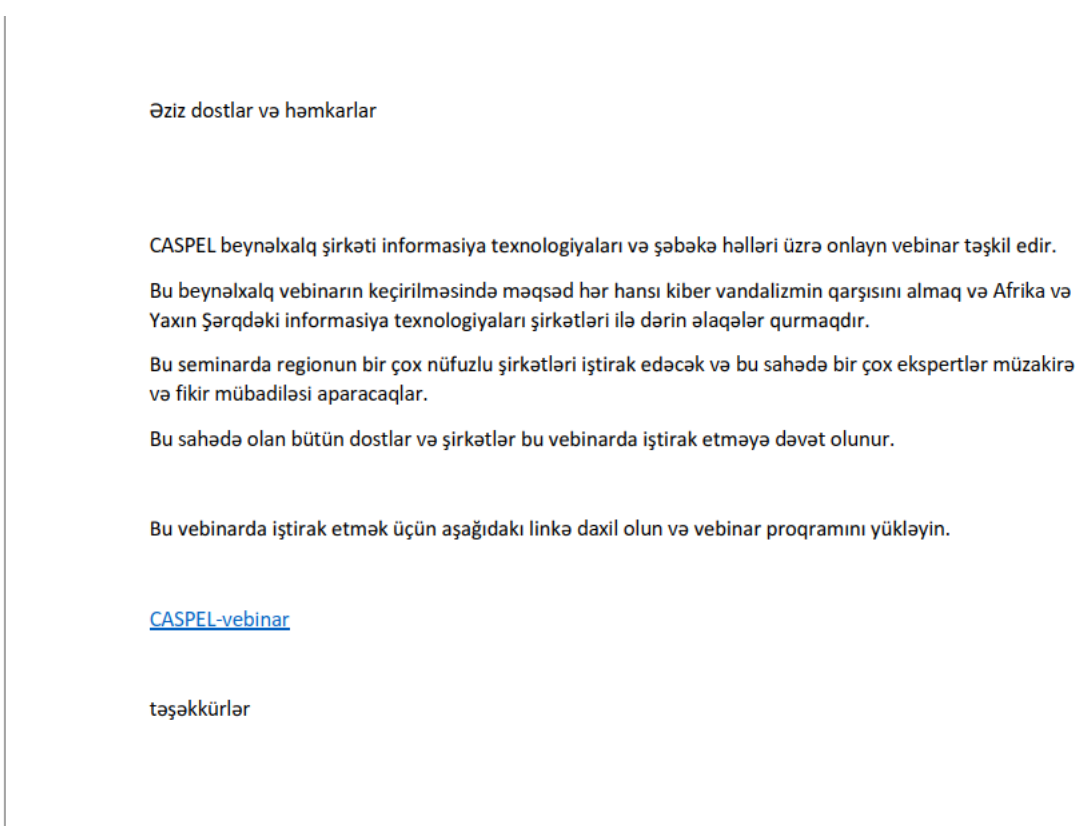 Əziz dostlar və həmkarlar
CASPEL beynəlxalq şirkəti informasiya texnologiyaları və şəbəkə həlləri üzrə onlayn vebinar təşkil edir.
Bu beynəlxalq vebinarın keçirilməsində məqsəd hər hansı kiber vandalizmin qarşısını almaq və Afrika və
Yaxın Şərqdəki informasiya texnologiyaları şirkətləri ilə dərin əlaqələr qurmaqdır.
Bu seminarda regionun bir çox nüfuzlu şirkətləri iştirak edəcək və bu sahədə bir çox ekspertlər müzakirə
və fikir mübadiləsi aparacaqlar.
Bu sahədə olan bütün dostlar və şirkətlər bu vebinarda iştirak etməyə dəvət olunur.
Bu vebinarda iştirak etmək üçün aşağıdakı linkə daxil olun və vebinar proqramını yükləyin.
CASPEL-vebinar
təşəkkürlər